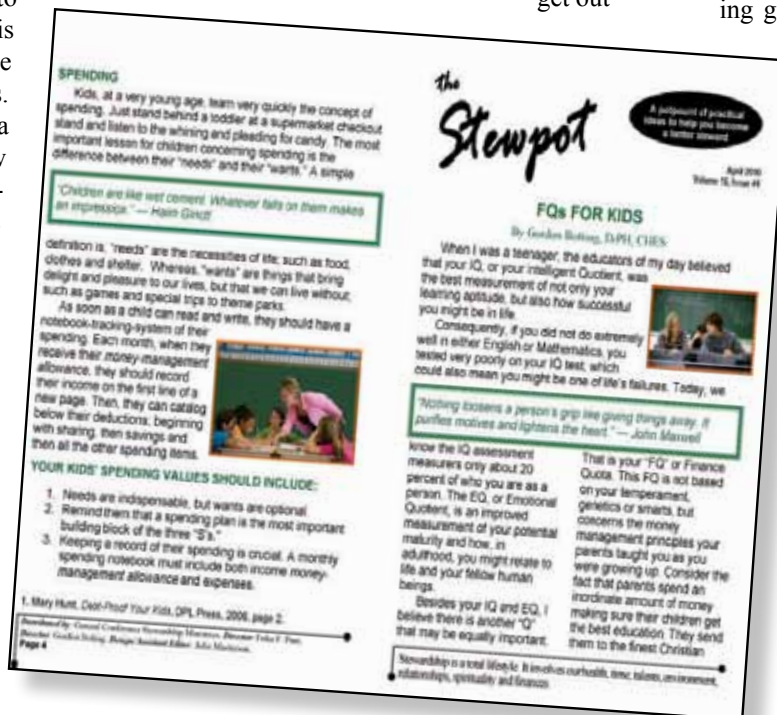 to
is
e
s.
a
y
-
get out
ing g
SPENDING
Kids, at a very young age, learn very quickly the concept of
spending. Just stand behind a toddler at a supermarket checkout
stand and listen to the whining and pleading for candy. The most
important lesson for children concerning spending is the
difference between their "needs" and their "wants." A simple
"Children are like wet cement. Whatever falls on them makes
an impression." — Haim Ginott
definition is, "needs" are the necessities of life; such as food,
clothes and shelter. Whereas, "wants" are things that bring
delight and pleasure to our lives, but that we can live without;
such as games and special trips to theme parks.
As soon as a child can read and write, they should have a
notebook-tracking-system of their
spending. Each month, when they
receive their money-management
allowance, they should record
their income on the first line of a
new page. Then, they can catalog
below their deductions; beginning
with sharing, then savings and
then all the other spending items.
YOUR KIDS' SPENDING VALUES SHOULD INCLUDE:
1. Needs are indispensable, but wants are optional.
2. Remind them that a spending plan is the most important
building block of the three "S's."
3. Keeping a record of their spending is crucial. A monthly
spending notebook must include both income money-
management allowance and expenses.
1. Mary Hunt, Debt-Proof Your Kids, DPL Press, 2006, page 2.
Produced by: General Conference Stewardship Ministries. Director:
Director: Gordon Botting. Design/Assistant Editor:
Page 4
the
Stewpot
A potpourri of practical
ideas to help you become
a better steward
April 2010
Volume 15, Issue #4
FQs FOR KIDS
By Gordon Botting, DrPH, CHES
When I was a teenager, the educators of my day believed
that your IQ, or your intelligent Quotient, was
the best measurement of not only your
learning aptitude, but also how successful
you might be in life.
Consequently, if you did not do extremely
well in either English or Mathematics, you
tested very poorly on your IQ test, which
could also mean you might be one of life's failures. Today, we
"Nothing loosens a person's grip like giving things away. It
purifies motives and lightens the heart." — John Maxwell
know the IQ assessment
measurers only about 20
percent of who you are as a
person. The EQ, or Emotional
Quotient, is an improved
measurement of your potential
maturity and how, in
adulthood, you might relate to
life and your fellow human
beings.
Besides your IQ and EQ, I
believe there is another "Q"
that may be equally important.
That is your "FQ" or Finance
Quota. This FQ is not based
on your temperament,
genetics or smarts, but
concerns the money
management principles your
parents taught you as you
were growing up. Consider the
fact that parents spend an
inordinate amount of money
making sure their children get
the best education. They send
them to the finest Christian
Stewardship is a total lifestyle. It involves our health, time, talents, environment,
relationships, spirituality and finances.